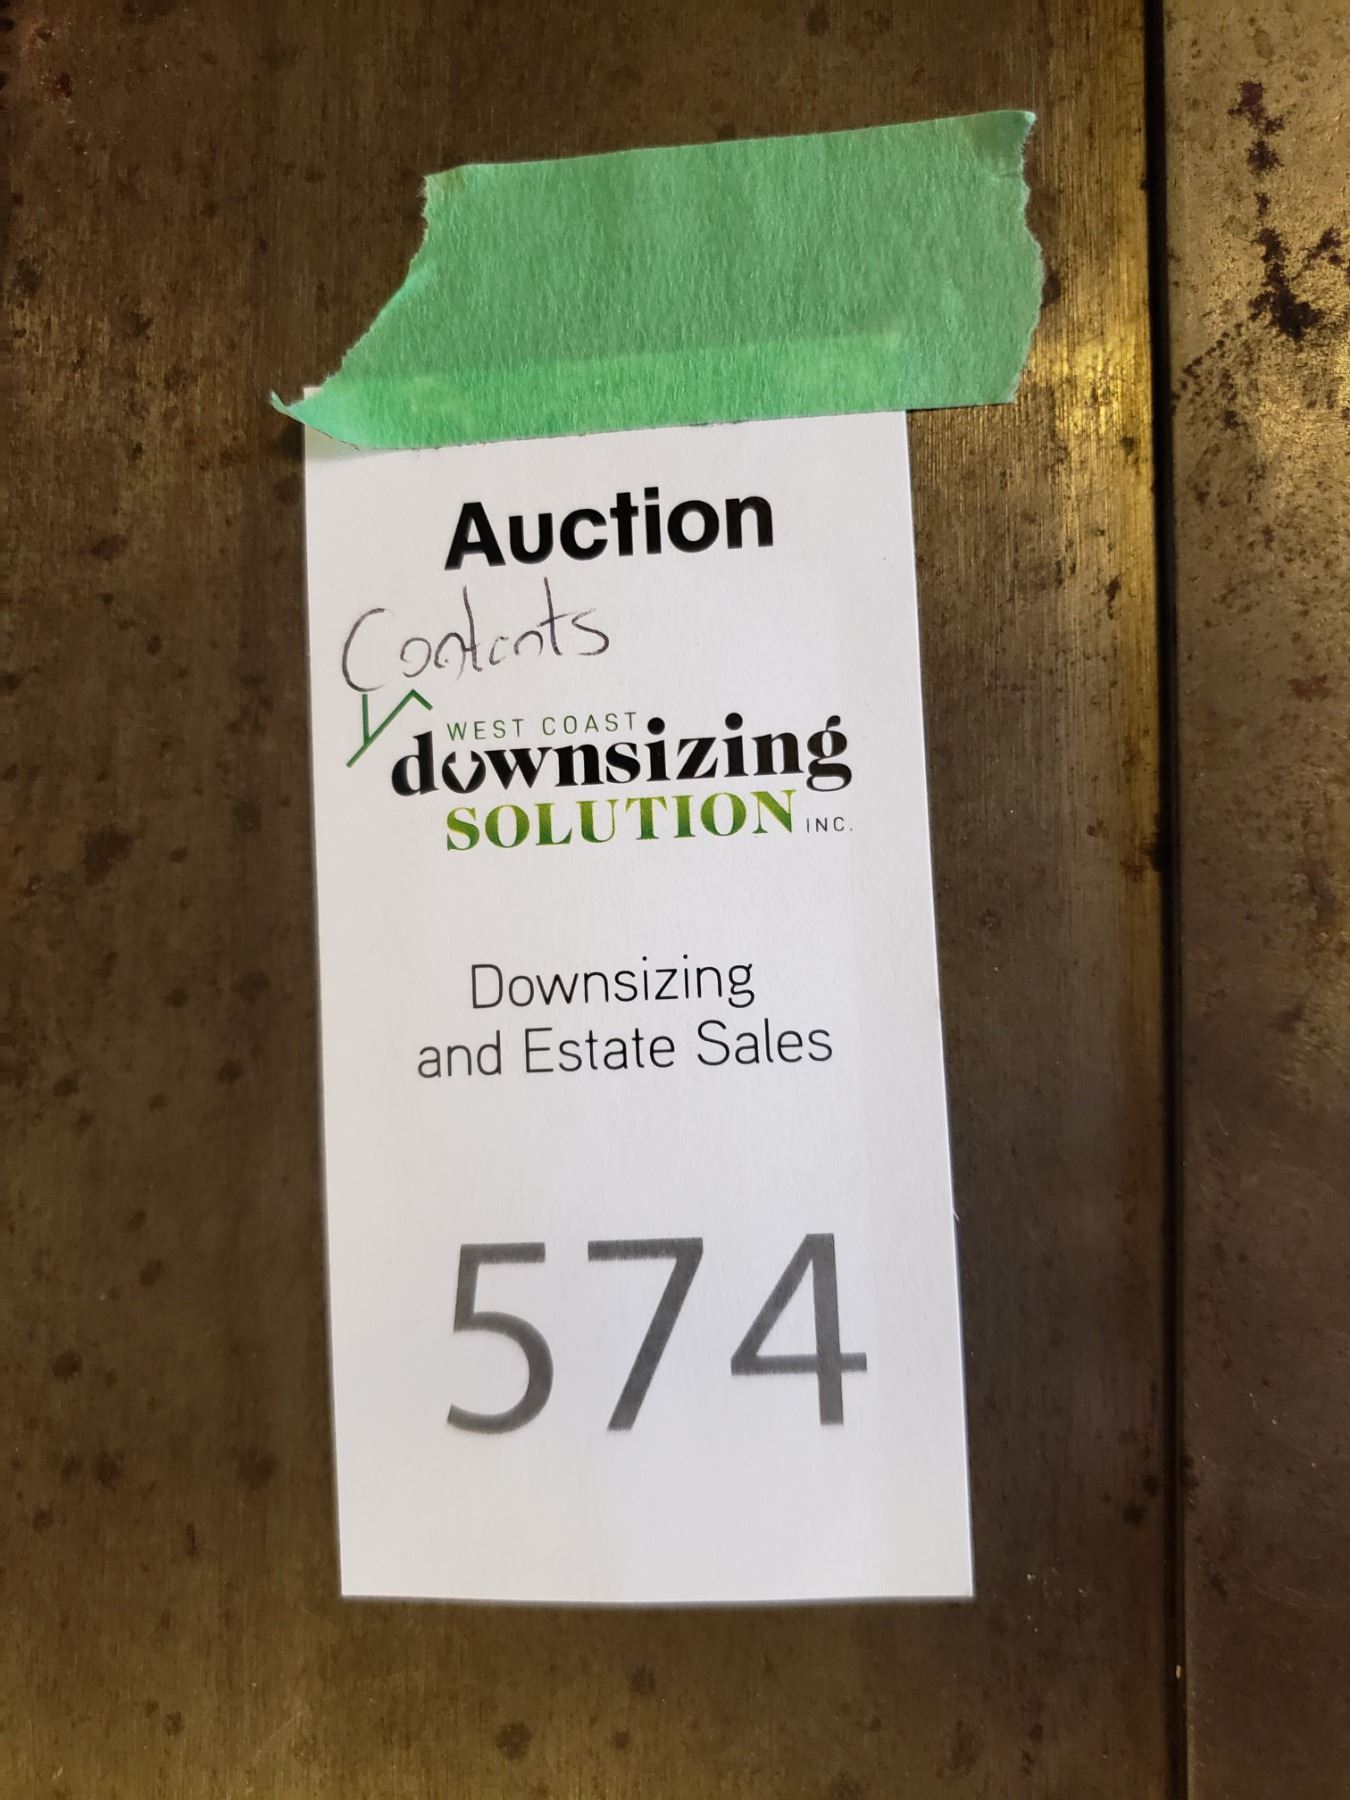 Auction
Contents
WEST COAST
downsizing
SOLUTION INC.
Downsizing
and Estate Sales
574